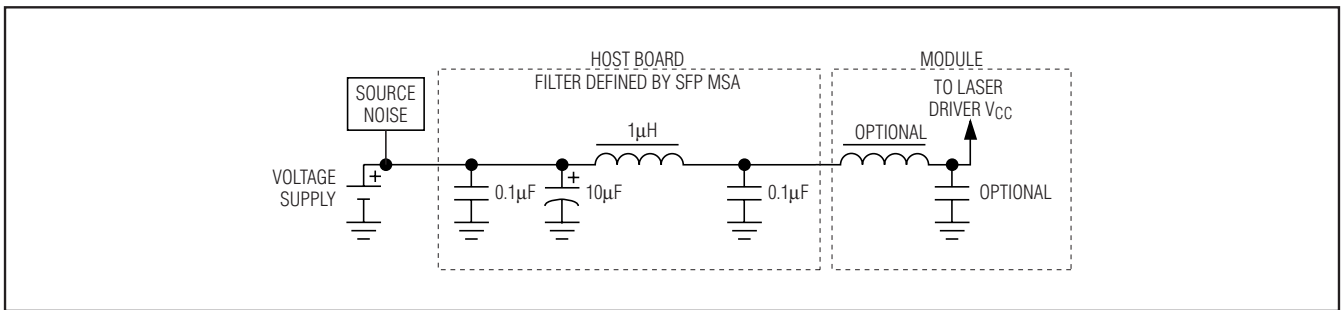 HOST BOARD
FILTER DEFINED BY SFP MSA
MODULE
SOURCE
NOISE
TO LASER
DRIVER VCC
1μH
OPTIONAL
VOLTAGE
SUPPLY
+
0.1μF
+
10μF
0.1μF
OPTIONAL